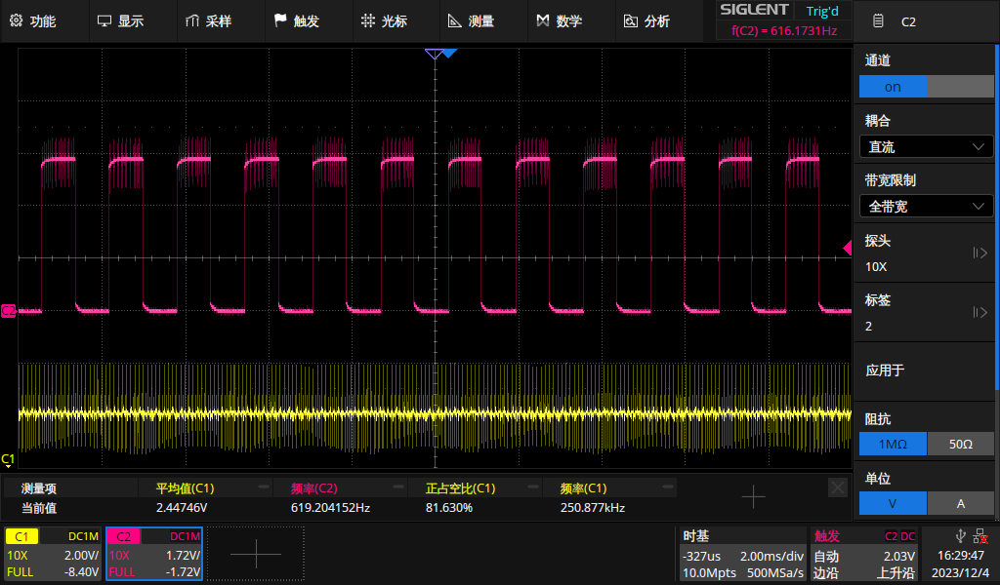 功能 显示 采样 触发 光标 测量 数学 分析
SIGLENT Trig'd
f(C2) = 616.1731Hz
C2
通道
on
耦合
直流
带宽限制
全带宽
探头
10X
标签
2
应用于
阻抗
1MΩ 50Ω
单位
V A
C2
C1
测量项 平均值(C1) 频率(C2) 正占空比(C1) 频率(C1)
当前值 2.44746V 619.204152Hz 81.630% 250.877kHz
C1 DC1M
10X 2.00V/
FULL -8.40V
C2 DC1M
10X 1.72V/
FULL -1.72V
时基
-327us 2.00ms/div
10.0Mpts 500MSa/s
触发 C2 DC
自动 2.03V
边沿 上升沿
16:29:47
2023/12/4